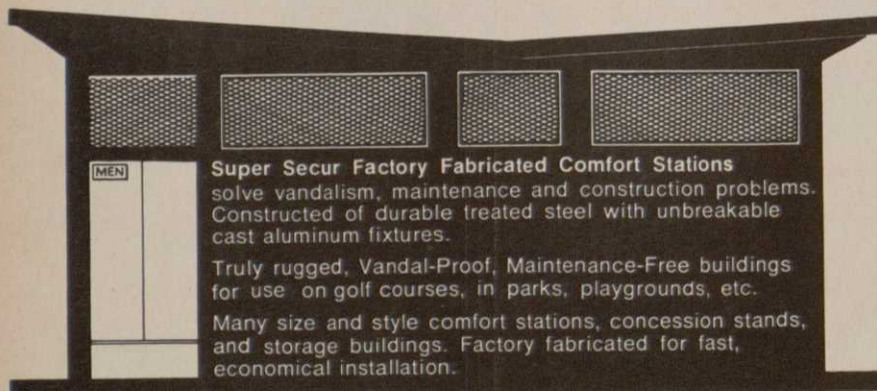 MEN
Super Secur Factory Fabricated Comfort Stations
solve vandalism, maintenance and construction problems.
Constructed of durable treated steel with unbreakable
cast aluminum fixtures.
Truly rugged, Vandal-Proof, Maintenance-Free buildings
for use on golf courses, in parks, playgrounds, etc.
Many size and style comfort stations, concession stands,
and storage buildings. Factory fabricated for fast,
economical installation.